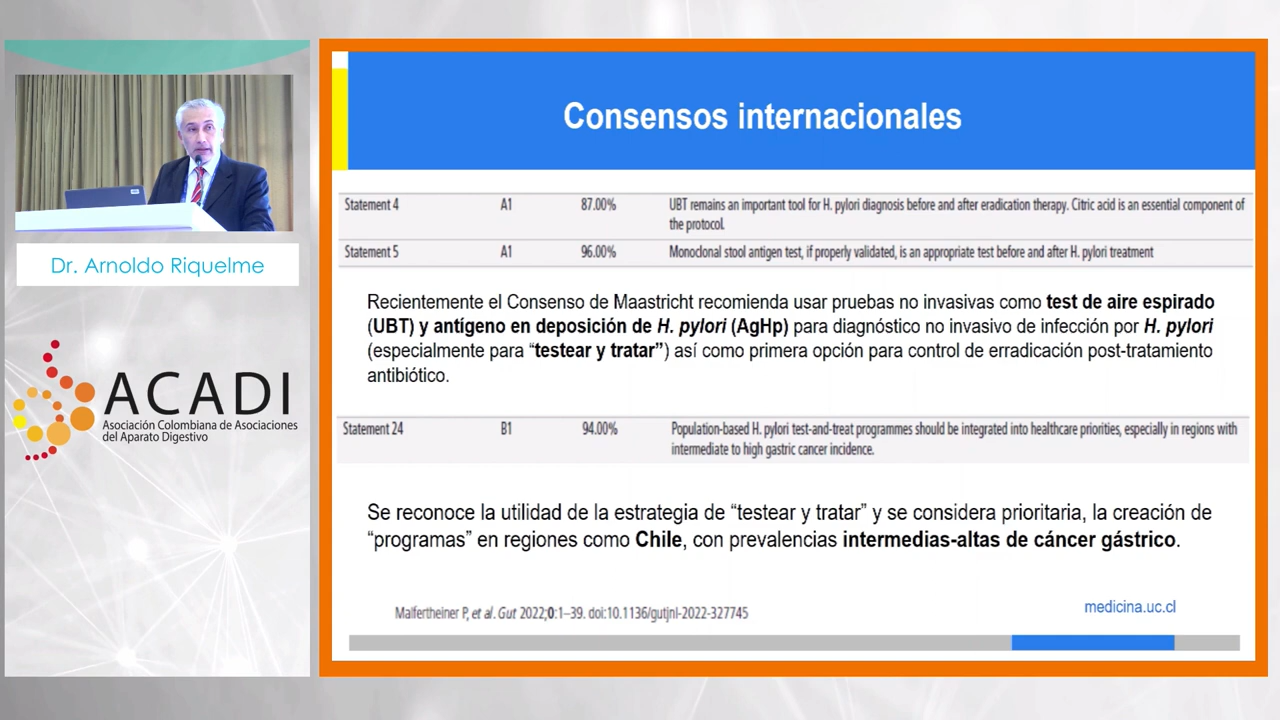 Consensos internacionales
Statement 4 A1 87.00% UBT remains an important tool for H. pylori diagnosis before and after eradication therapy. Citric acid is an essential component of
the protocol.
Statement 5 A1 96.00% Monoclonal stool antigen test, if properly validated, is an appropriate test before and after H. pylori treatment
Recientemente el Consenso de Maastricht recomienda usar pruebas no invasivas como test de aire espirado
(UBT) y antígeno en deposición de H. pylori (AgHp) para diagnóstico no invasivo de infección por H. pylori
(especialmente para “testear y tratar”) así como primera opción para control de erradicación post-tratamiento
antibiótico.
Statement 24 B1 94.00% Population-based H. pylori test-and-treat programmes should be integrated into healthcare priorities, especially in regions with
intermediate to high gastric cancer incidence.
Se reconoce la utilidad de la estrategia de “testear y tratar” y se considera prioritaria, la creación de
“programas” en regiones como Chile, con prevalencias intermedias-altas de cáncer gástrico.
Malfertheiner P, et al. Gut 2022;0:1–39. doi:10.1136/gutjnl-2022-327745
medicina.uc.cl
Dr. Arnoldo Riquelme
ACADI
Asociación Colombiana de Asociaciones
del Aparato Digestivo